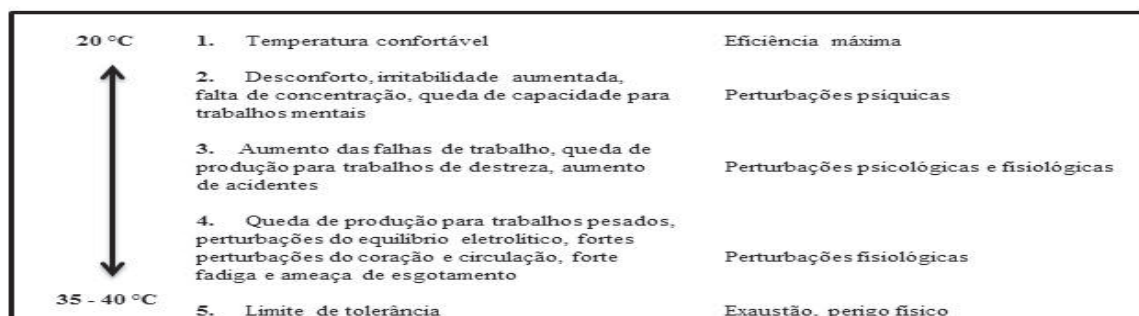 20 °C 1. Temperatura confortável Eficiência máxima
2. Desconforto, irritabilidade aumentada,
falta de concentração, queda de capacidade para Perturbações psíquicas
trabalhos mentais
3. Aumento das falhas de trabalho, queda de
produção para trabalhos de destreza, aumento Perturbações psicológicas e fisiológicas
de acidentes
4. Queda de produção para trabalhos pesados,
perturbações do equilíbrio eletrolítico, fortes
perturbações do coração e circulação, forte Perturbações fisiológicas
fadiga e ameaça de esgotamento
35 - 40 °C 5. Limite de tolerância Exaustão, perigo físico